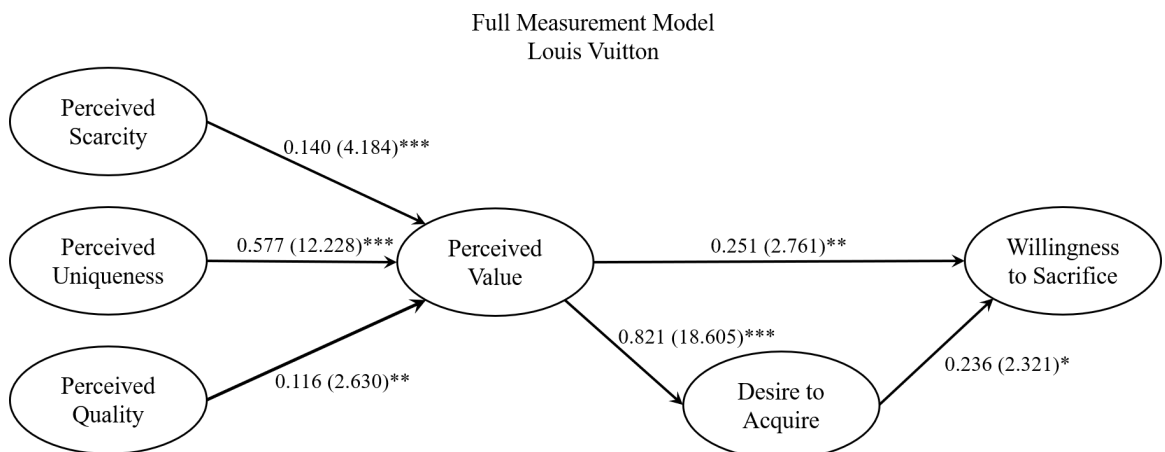 Full Measurement Model
Louis Vuitton
Perceived
Scarcity
0.140 (4.184)***
Perceived
Uniqueness
0.577 (12.228)***
Perceived
Value
0.251 (2.761)**
Willingness
to Sacrifice
0.821 (18.605)***
0.236 (2.321)*
Perceived
Quality
0.116 (2.630)**
Desire to
Acquire